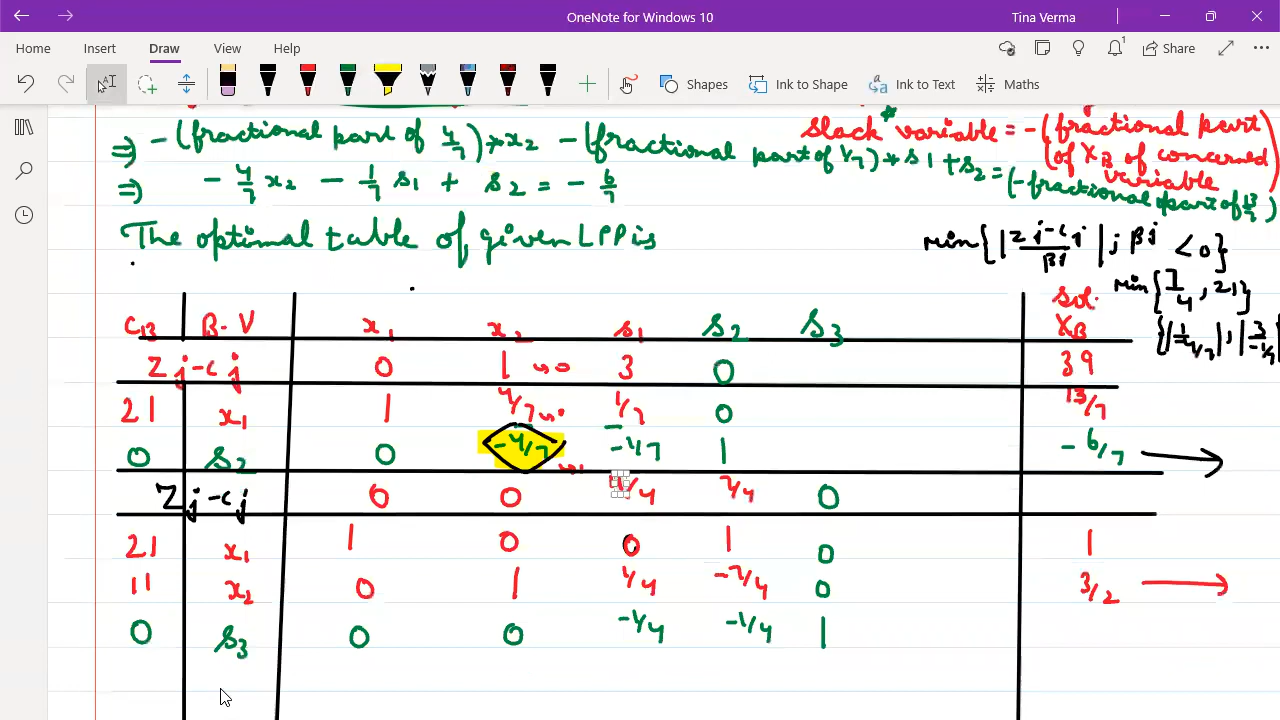 OneNote for Windows 10
Tina Verma
Home Insert Draw View Help
Share
Shapes Ink to Shape Ink to Text Maths
⇒ -(fractional part of 4/7)*x2 -(fractional part of 1/7)*s1 + s2 = (-fractional part of 13/7)
Slack variable = -(fractional part
(of XB of concerned
variable
⇒ -4/7 x2 - 1/7 s1 + s2 = -6/7
The optimal table of given LPP is
Min{|zj-cj/βj| ; βj <0}
Min{7/4, 21}
CB B.V x1 x2 s1 s2 s3 Sol. XB
Zj-cj 0 1 3 0 39
21 x1 1 4/7 1/7 0 13/7
0 s2 0 -4/7 -1/7 1 -6/7
Zj-cj 0 0 7/4 0
21 x1 1 0 0 1 0 1
11 x2 0 1 1/4 -7/4 0 3/2
0 s3 0 0 -1/4 -1/4 1